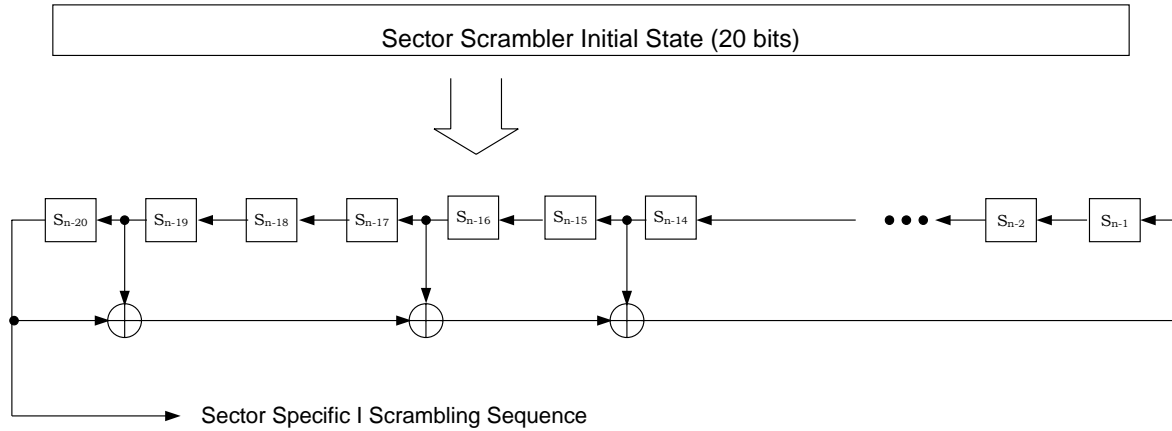 Sector Scrambler Initial State (20 bits)
Sn-20 Sn-19 Sn-18 Sn-17 Sn-16 Sn-15 Sn-14 Sn-2 Sn-1
Sector Specific I Scrambling Sequence